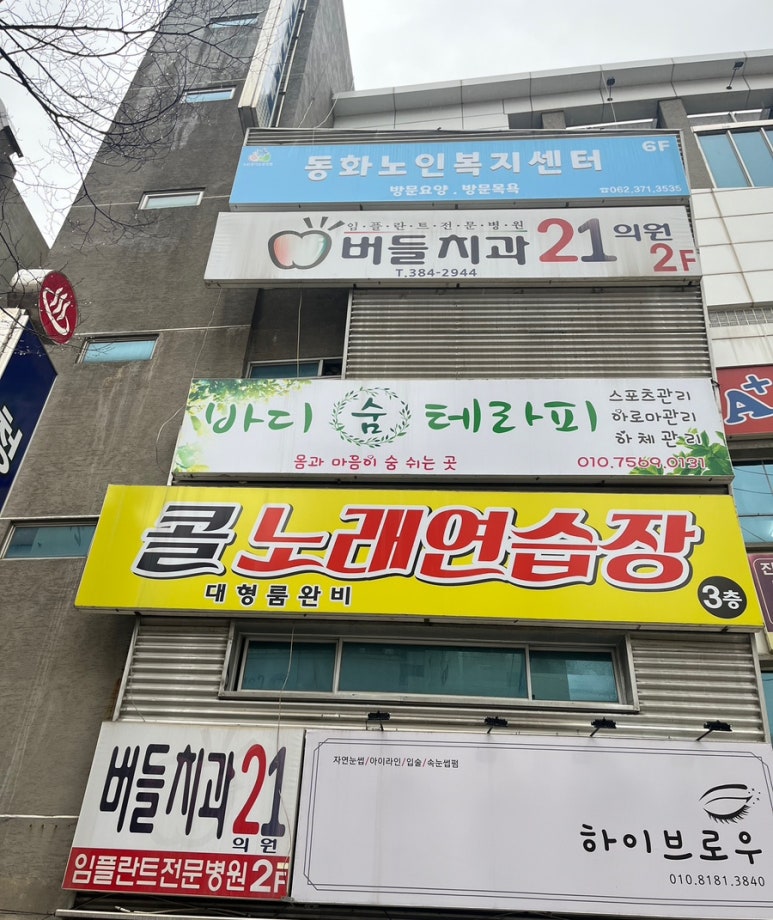 동화노인복지센터
6F
방문요양 . 방문목욕
☎062.371.3535
임·플·란·트·전·문·병·원
버들치과21의원
2F
T.384-2944
바디숨테라피
스포츠관리
아로마관리
하체관리
몸과 마음이 숨 쉬는 곳
010.7569.0131
A+
콜노래연습장
대형룸완비
3층
버들치과21
의원
임플란트전문병원2F
자연눈썹/아이라인/입술/속눈썹펌
하이브로우
010.8181.3840